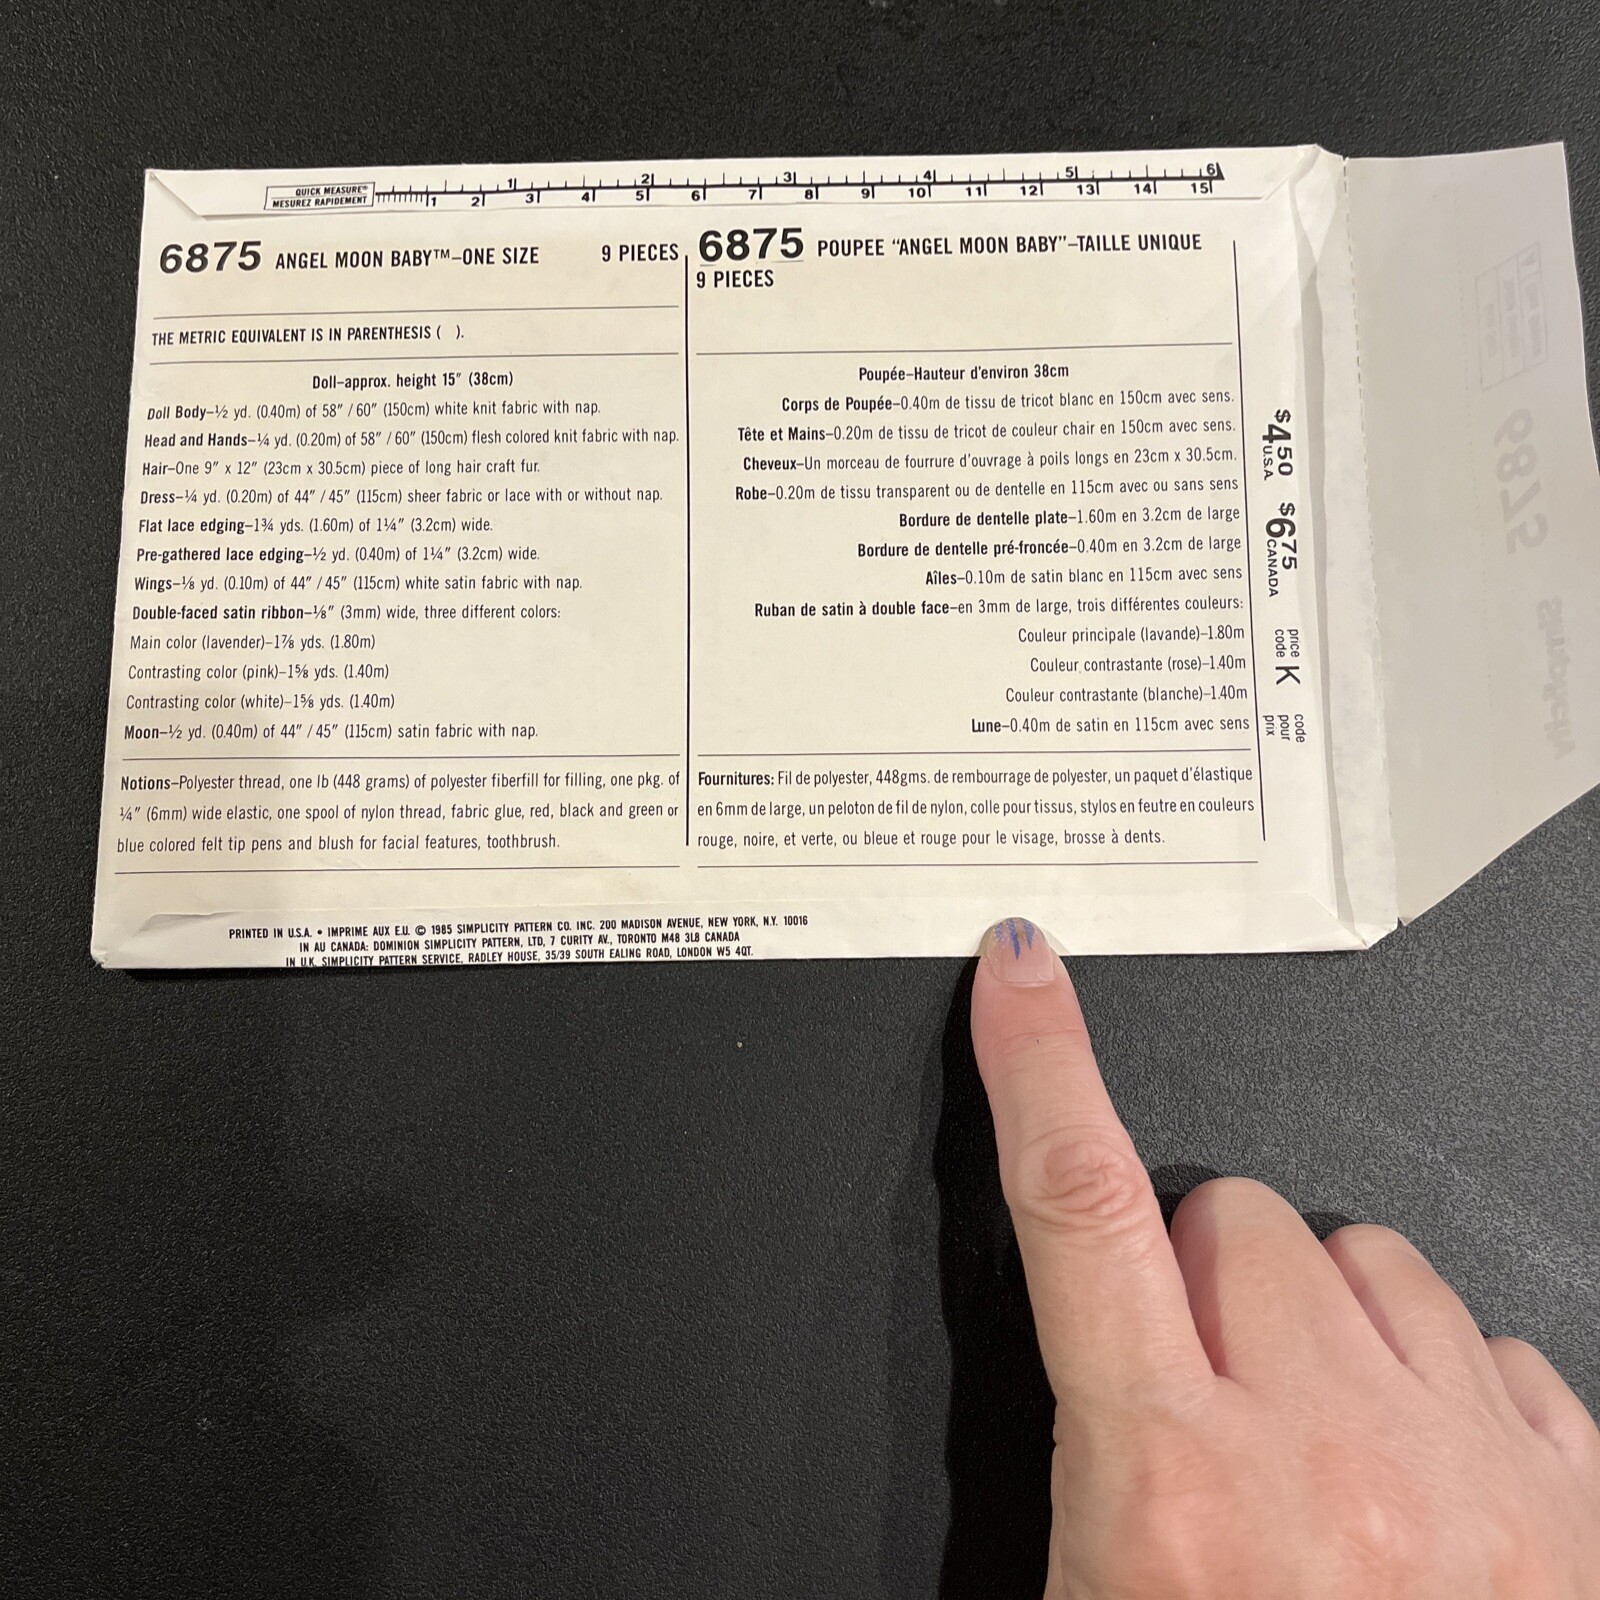 QUICK MEASURE®
MESUREZ RAPIDEMENT
1 2 3 4 5 6
1 2 3 4 5 6 7 8 9 10 11 12 13 14 15
6875 ANGEL MOON BABY™–ONE SIZE 9 PIECES
THE METRIC EQUIVALENT IS IN PARENTHESIS ( ).
Doll–approx. height 15" (38cm)
Doll Body–½ yd. (0.40m) of 58" / 60" (150cm) white knit fabric with nap.
Head and Hands–¼ yd. (0.20m) of 58" / 60" (150cm) flesh colored knit fabric with nap.
Hair–One 9" x 12" (23cm x 30.5cm) piece of long hair craft fur.
Dress–¼ yd. (0.20m) of 44" / 45" (115cm) sheer fabric or lace with or without nap.
Flat lace edging–1¾ yds. (1.60m) of 1¼" (3.2cm) wide.
Pre-gathered lace edging–½ yd. (0.40m) of 1¼" (3.2cm) wide.
Wings–⅛ yd. (0.10m) of 44" / 45" (115cm) white satin fabric with nap.
Double-faced satin ribbon–⅛" (3mm) wide, three different colors:
Main color (lavender)–1⅞ yds. (1.80m)
Contrasting color (pink)–1⅝ yds. (1.40m)
Contrasting color (white)–1⅝ yds. (1.40m)
Moon–½ yd. (0.40m) of 44" / 45" (115cm) satin fabric with nap.
Notions–Polyester thread, one lb (448 grams) of polyester fiberfill for filling, one pkg. of
¼" (6mm) wide elastic, one spool of nylon thread, fabric glue, red, black and green or
blue colored felt tip pens and blush for facial features, toothbrush.
6875 POUPEE "ANGEL MOON BABY"–TAILLE UNIQUE
9 PIECES
Poupée–Hauteur d'environ 38cm
Corps de Poupée–0.40m de tissu de tricot blanc en 150cm avec sens.
Tête et Mains–0.20m de tissu de tricot de couleur chair en 150cm avec sens.
Cheveux–Un morceau de fourrure d'ouvrage à poils longs en 23cm x 30.5cm.
Robe–0.20m de tissu transparent ou de dentelle en 115cm avec ou sans sens
Bordure de dentelle plate–1.60m en 3.2cm de large
Bordure de dentelle pré-froncée–0.40m en 3.2cm de large
Aîles–0.10m de satin blanc en 115cm avec sens
Ruban de satin à double face–en 3mm de large, trois différentes couleurs:
Couleur principale (lavande)–1.80m
Couleur contrastante (rose)–1.40m
Couleur contrastante (blanche)–1.40m
Lune–0.40m de satin en 115cm avec sens
Fournitures: Fil de polyester, 448gms. de rembourrage de polyester, un paquet d'élastique
en 6mm de large, un peloton de fil de nylon, colle pour tissus, stylos en feutre en couleurs
rouge, noire, et verte, ou bleue et rouge pour le visage, brosse à dents.
$4.50 U.S.A. $6.75 CANADA price code K code pour prix
PRINTED IN U.S.A. • IMPRIME AUX E.U. © 1985 SIMPLICITY PATTERN CO. INC. 200 MADISON AVENUE, NEW YORK, N.Y. 10016
IN AU CANADA: DOMINION SIMPLICITY PATTERN, LTD, 7 CURITY AV., TORONTO M4B 3L8 CANADA
IN U.K. SIMPLICITY PATTERN SERVICE, RADLEY HOUSE, 35/39 SOUTH EALING ROAD, LONDON W5 4QT.